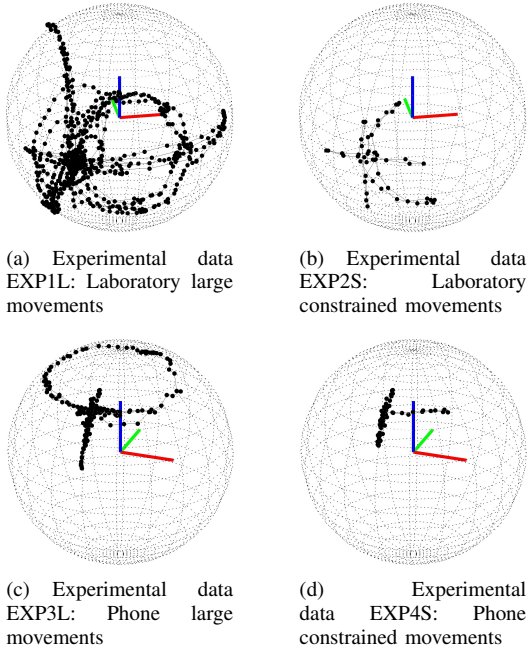 (a) Experimental data
EXP1L: Laboratory large
movements
(b) Experimental data
EXP2S: Laboratory
constrained movements
(c) Experimental data
EXP3L: Phone large
movements
(d) Experimental
data EXP4S: Phone
constrained movements